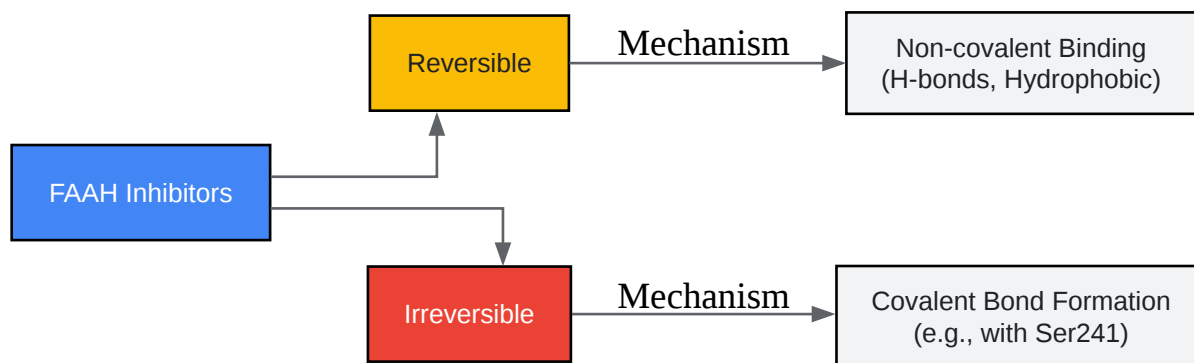 Reversible
Mechanism
Non-covalent Binding
(H-bonds, Hydrophobic)
FAAH Inhibitors
Irreversible
Mechanism
Covalent Bond Formation
(e.g., with Ser241)